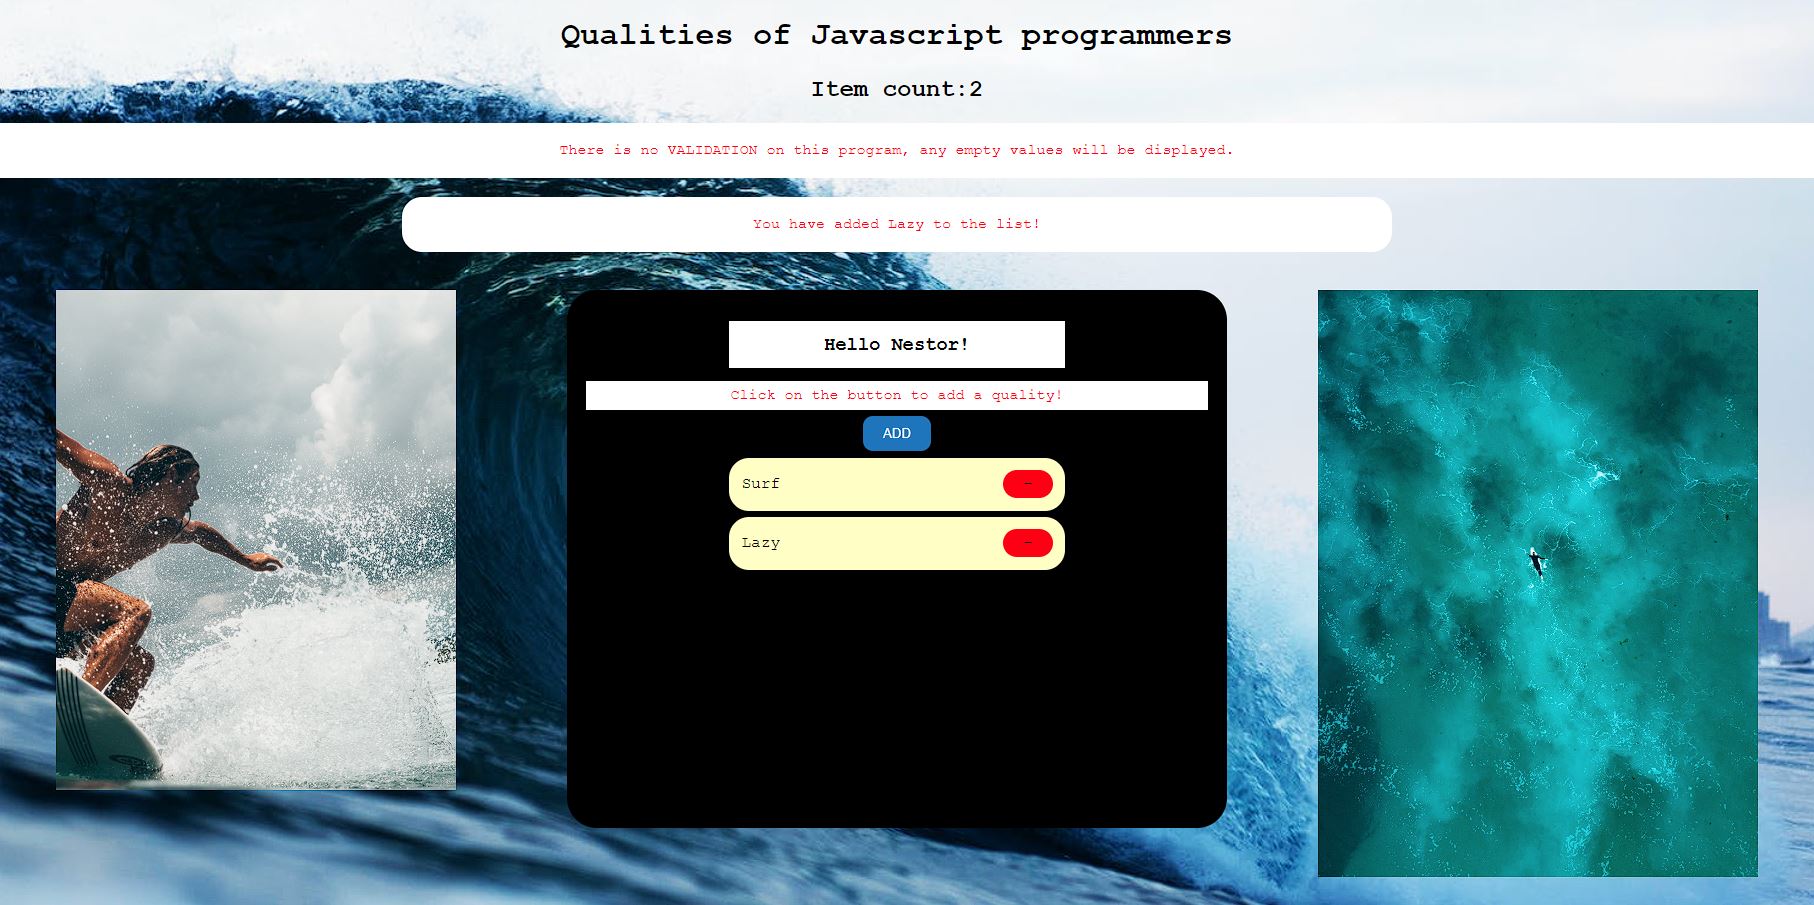 Qualities of Javascript programmers
Item count:2
There is no VALIDATION on this program, any empty values will be displayed.
You have added Lazy to the list!
Hello Nestor!
Click on the button to add a quality!
ADD
Surf -
Lazy -